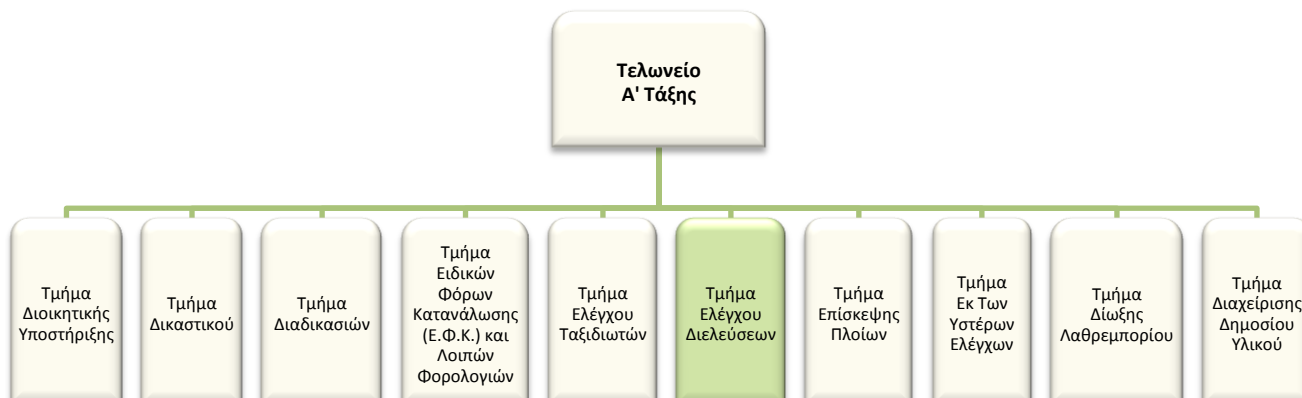 Τελωνείο
Α' Τάξης
Τμήμα
Διοικητικής
Υποστήριξης
Τμήμα
Δικαστικού
Τμήμα
Διαδικασιών
Τμήμα
Ειδικών
Φόρων
Κατανάλωσης
(Ε.Φ.Κ.) και
Λοιπών
Φορολογιών
Τμήμα
Ελέγχου
Ταξιδιωτών
Τμήμα
Ελέγχου
Διελεύσεων
Τμήμα
Επίσκεψης
Πλοίων
Τμήμα
Εκ Των
Υστέρων
Ελέγχων
Τμήμα
Δίωξης
Λαθρεμπορίου
Τμήμα
Διαχείρισης
Δημοσίου
Υλικού